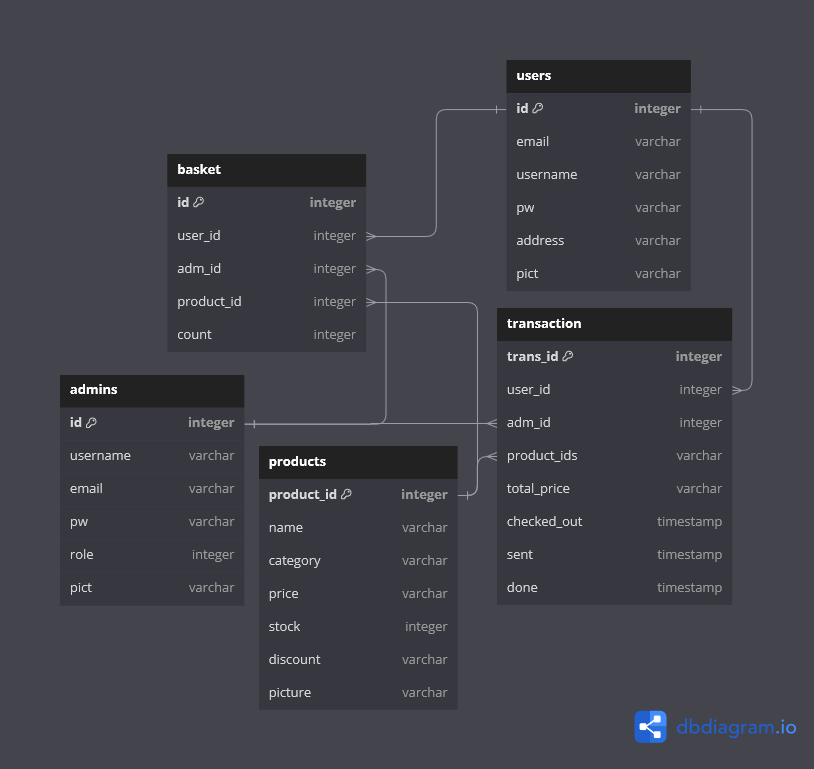 users
id integer
email varchar
username varchar
pw varchar
address varchar
pict varchar
basket
id integer
user_id integer
adm_id integer
product_id integer
count integer
transaction
trans_id integer
user_id integer
adm_id integer
product_ids varchar
total_price varchar
checked_out timestamp
sent timestamp
done timestamp
admins
id integer
username varchar
email varchar
pw varchar
role integer
pict varchar
products
product_id integer
name varchar
category varchar
price varchar
stock integer
discount varchar
picture varchar
dbdiagram.io